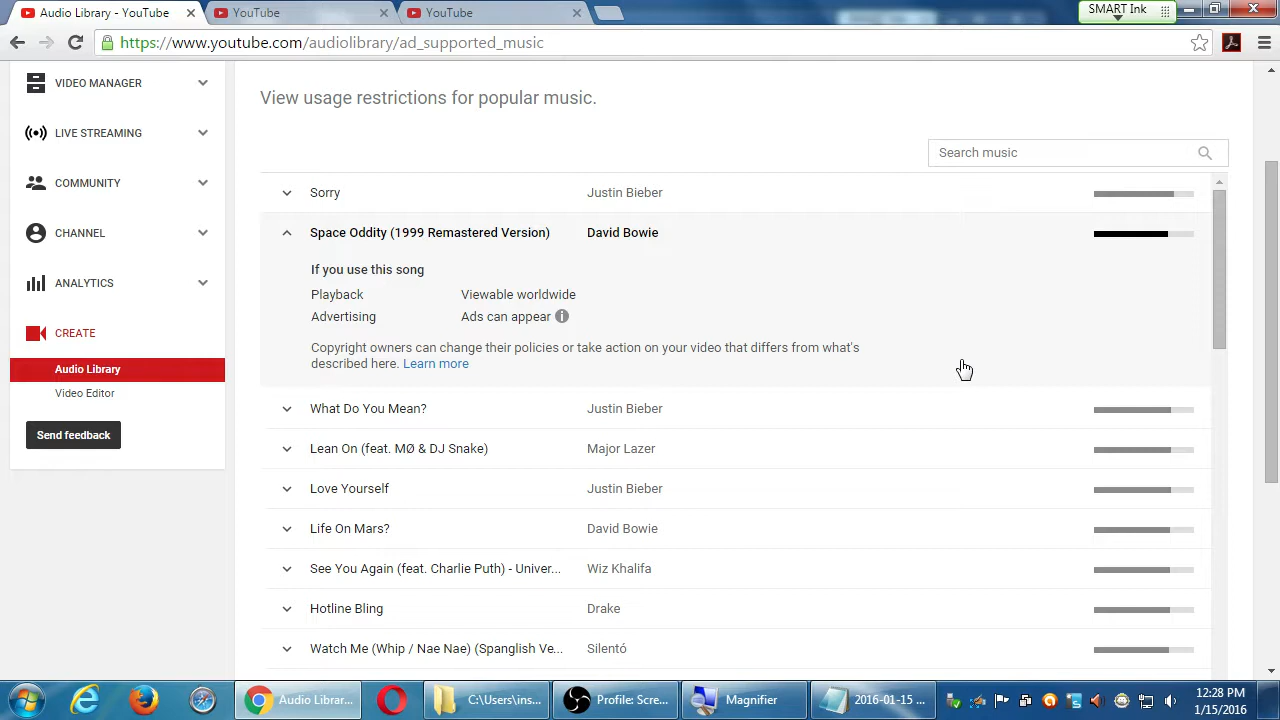 Audio Library - YouTube
YouTube
YouTube
SMART Ink
https://www.youtube.com/audiolibrary/ad_supported_music
VIDEO MANAGER
LIVE STREAMING
COMMUNITY
CHANNEL
ANALYTICS
CREATE
Audio Library
Video Editor
Send feedback
View usage restrictions for popular music.
Search music
Sorry Justin Bieber
Space Oddity (1999 Remastered Version) David Bowie
If you use this song
Playback Viewable worldwide
Advertising Ads can appear
Copyright owners can change their policies or take action on your video that differs from what's
described here. Learn more
What Do You Mean? Justin Bieber
Lean On (feat. MØ & DJ Snake) Major Lazer
Love Yourself Justin Bieber
Life On Mars? David Bowie
See You Again (feat. Charlie Puth) - Univer... Wiz Khalifa
Hotline Bling Drake
Watch Me (Whip / Nae Nae) (Spanglish Ve... Silentó
Audio Librar...
C:\Users\ins...
Profile: Scre...
Magnifier
2016-01-15 ...
12:28 PM
1/15/2016